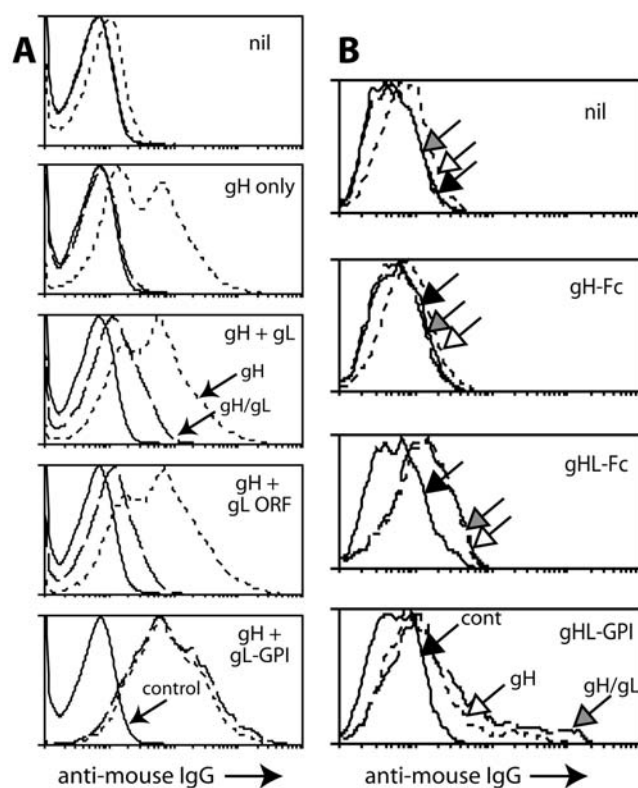 A
nil
gH only
gH + gL
gH
gH/gL
gH +
gL ORF
gH +
gL-GPI
control
anti-mouse IgG
B
nil
gH-Fc
gHL-Fc
gHL-GPI
cont
gH
gH/gL
anti-mouse IgG